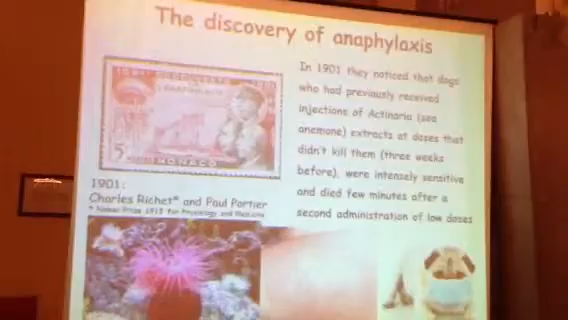 The discovery of anaphylaxis
In 1901 they noticed that dogs
who had previously received
injections of Actinaria (sea
anemone) extracts at doses that
didn't kill them (three weeks
before), were intensely sensitive
and died few minutes after a
second administration of low doses
5F
MONACO
1901:
Charles Richet* and Paul Portier
* Nobel Prize 1913 for Physiology and Medicine